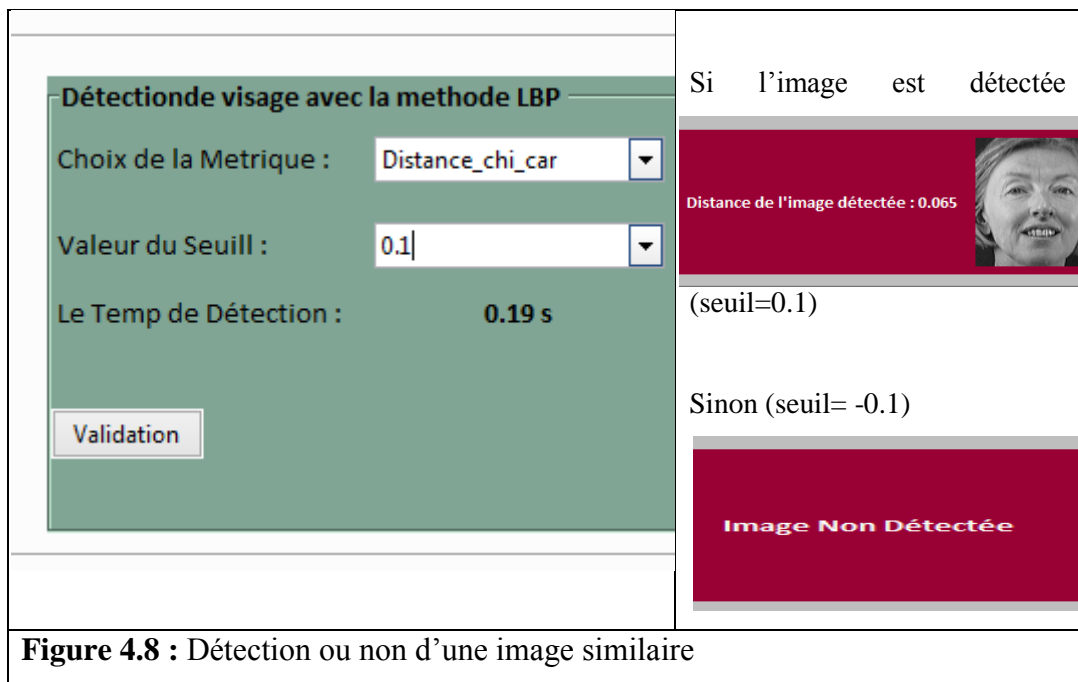 Détectionde visage avec la methode LBP
Choix de la Metrique :
Distance_chi_car
Valeur du Seuill :
0.1
Le Temp de Détection :
0.19 s
Validation
Si l’image est détectée
Distance de l'image détectée : 0.065
(seuil=0.1)
Sinon (seuil= -0.1)
Image Non Détectée
Figure 4.8 : Détection ou non d’une image similaire